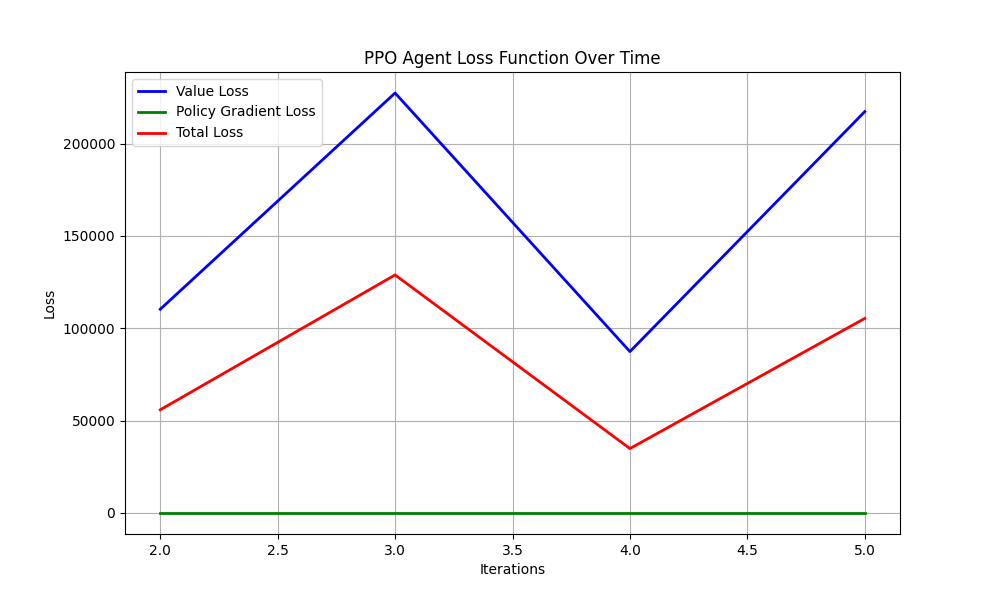 PPO Agent Loss Function Over Time
Value Loss
Policy Gradient Loss
Total Loss
200000
150000
100000
50000
0
Loss
2.0 2.5 3.0 3.5 4.0 4.5 5.0
Iterations